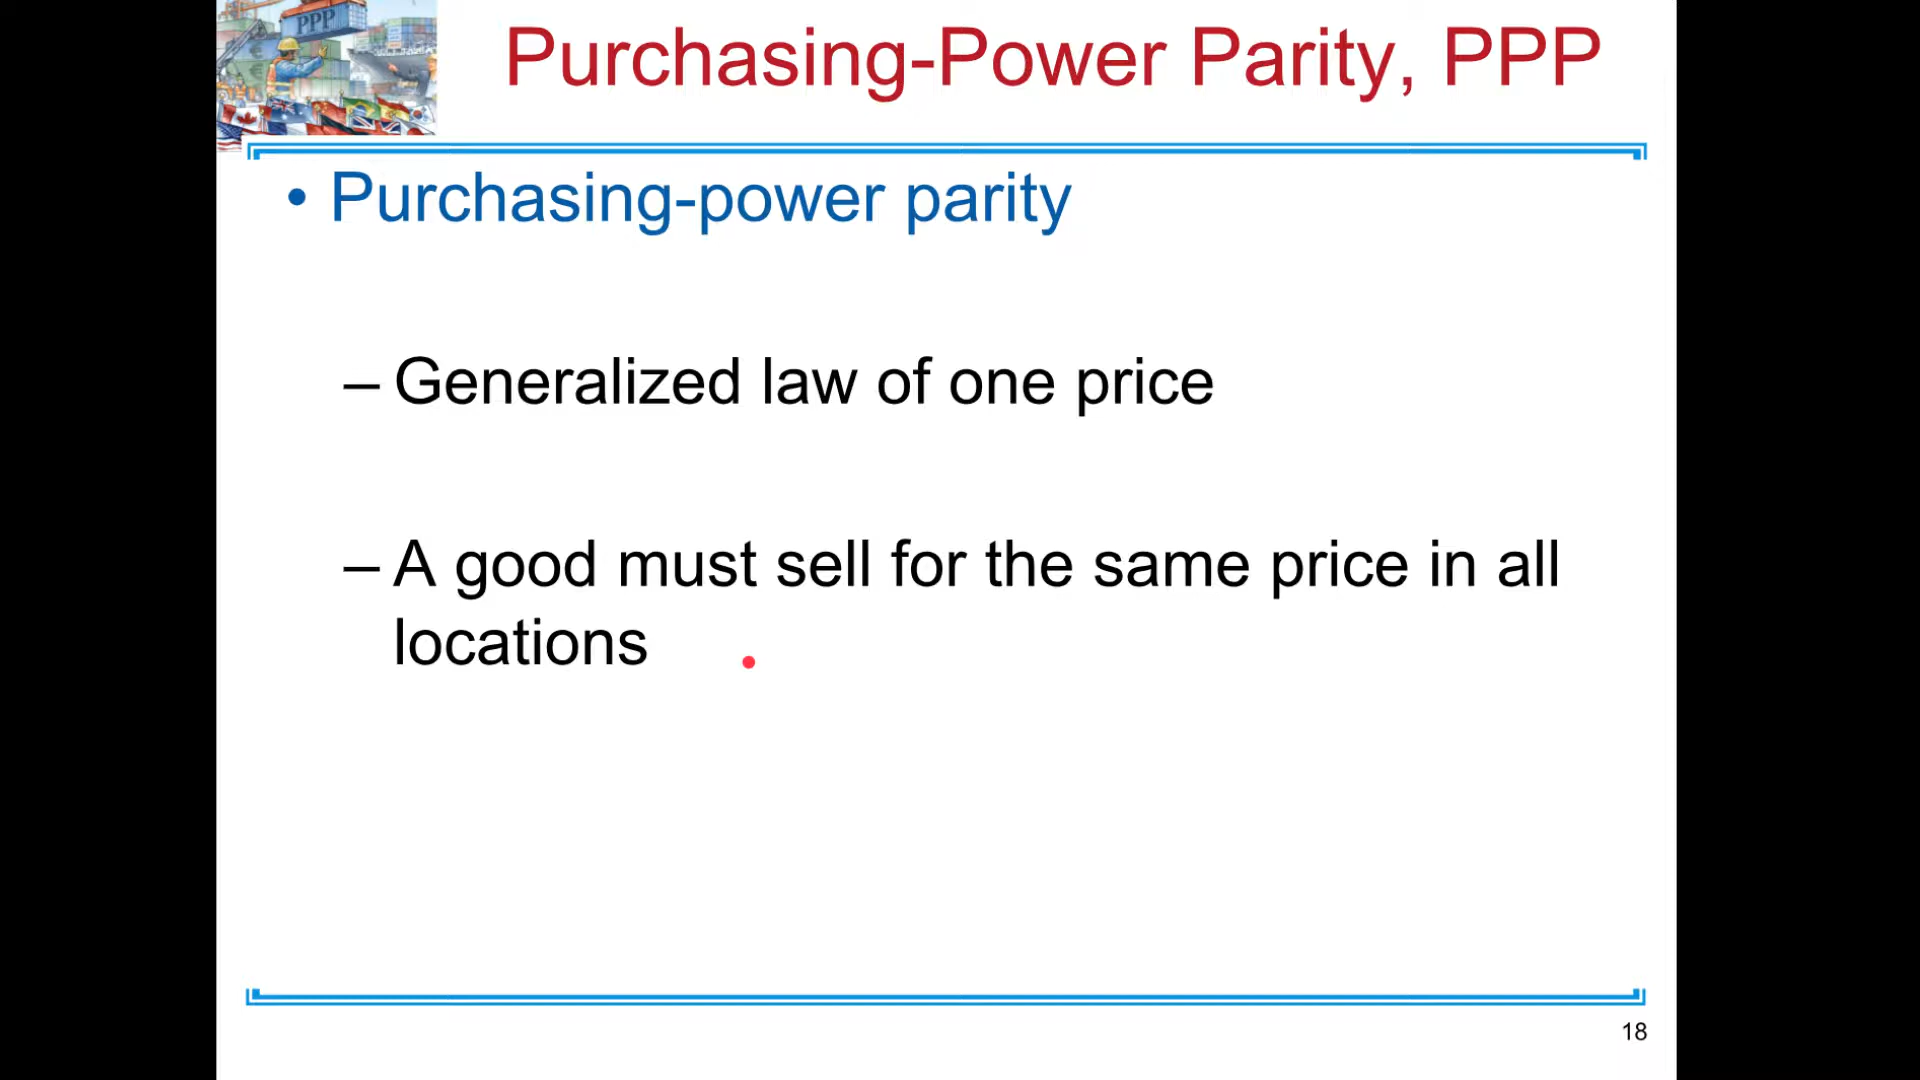 PPP
Purchasing-Power Parity, PPP
• Purchasing-power parity
– Generalized law of one price
– A good must sell for the same price in all
locations
18